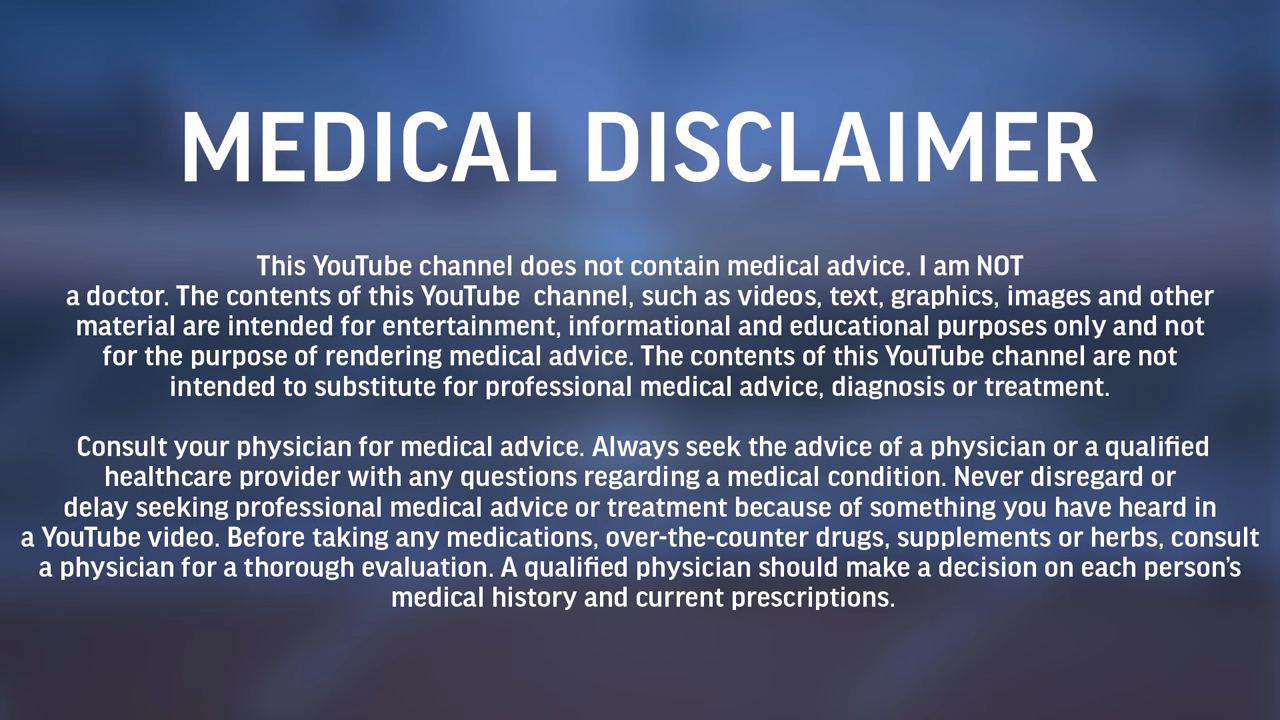 MEDICAL DISCLAIMER
This YouTube channel does not contain medical advice. I am NOT
a doctor. The contents of this YouTube  channel, such as videos, text, graphics, images and other
material are intended for entertainment, informational and educational purposes only and not
for the purpose of rendering medical advice. The contents of this YouTube channel are not
intended to substitute for professional medical advice, diagnosis or treatment.
Consult your physician for medical advice. Always seek the advice of a physician or a qualified
healthcare provider with any questions regarding a medical condition. Never disregard or
delay seeking professional medical advice or treatment because of something you have heard in
a YouTube video. Before taking any medications, over-the-counter drugs, supplements or herbs, consult
a physician for a thorough evaluation. A qualified physician should make a decision on each person’s
medical history and current prescriptions.